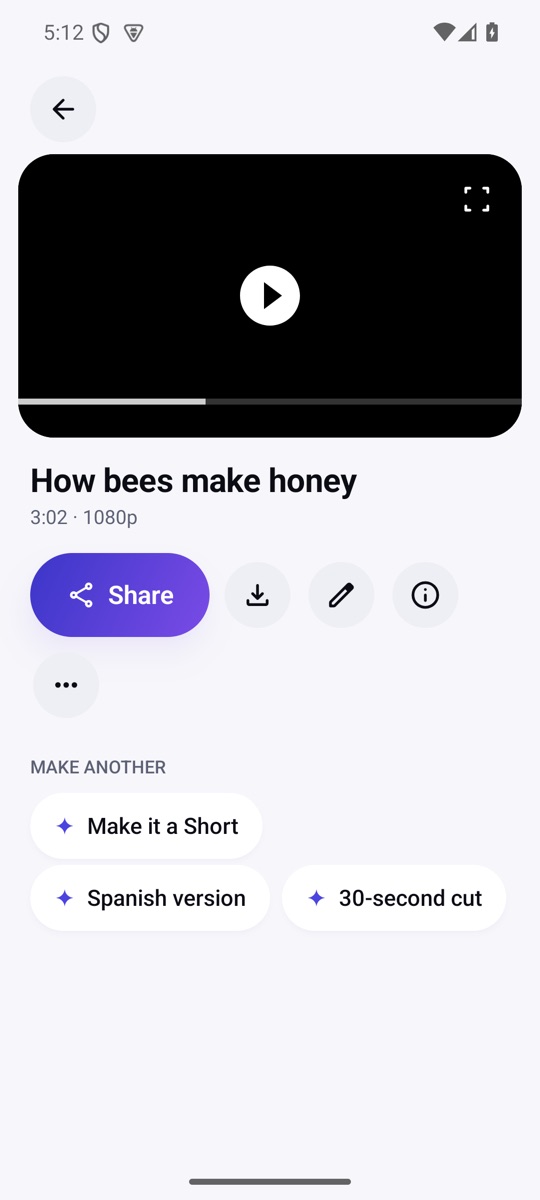 5:12
How bees make honey
3:02 · 1080p
Share
MAKE ANOTHER
Make it a Short
Spanish version
30-second cut